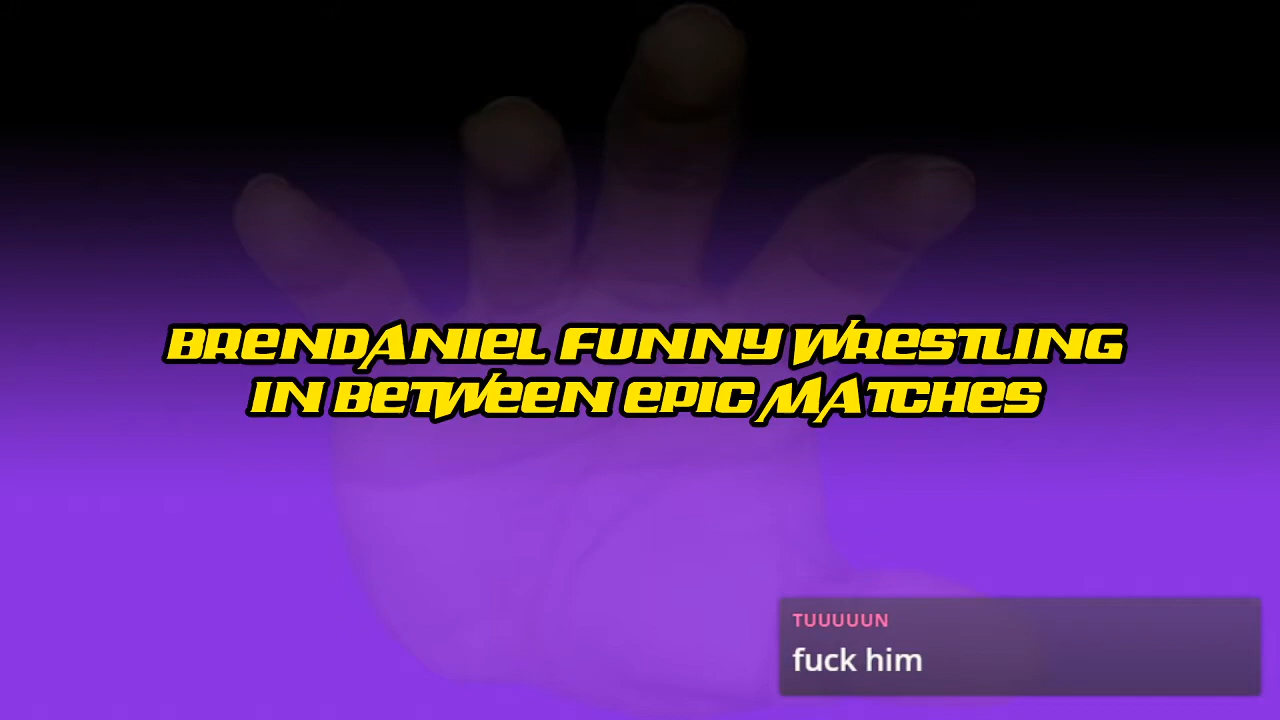 BRENDANIEL FUNNY WRESTLING
IN BETWEEN EPIC MATCHES
TUUUUUN
fuck him